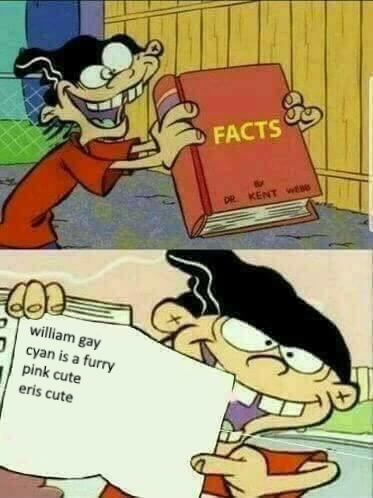 FACTS
BY
DR. KENT WEBB
william gay
cyan is a furry
pink cute
eris cute